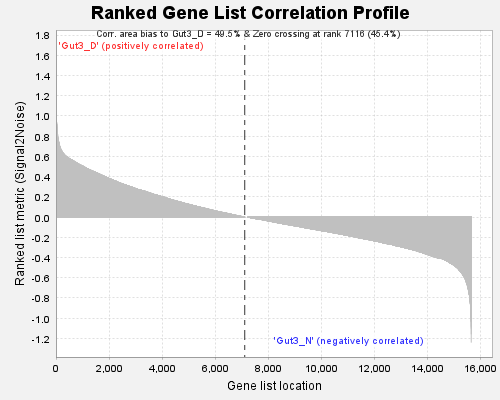 Ranked Gene List Correlation Profile
Corr. area bias to Gut3_D = 49.5% & Zero crossing at rank 7116 (45.4%)
'Gut3_D' (positively correlated)
1.8
1.6
1.4
1.2
1.0
0.8
0.6
0.4
0.2
0.0
-0.2
-0.4
-0.6
-0.8
-1.0
-1.2
Ranked list metric (Signal2Noise)
'Gut3_N' (negatively correlated)
0 2,000 4,000 6,000 8,000 10,000 12,000 14,000 16,000
Gene list location